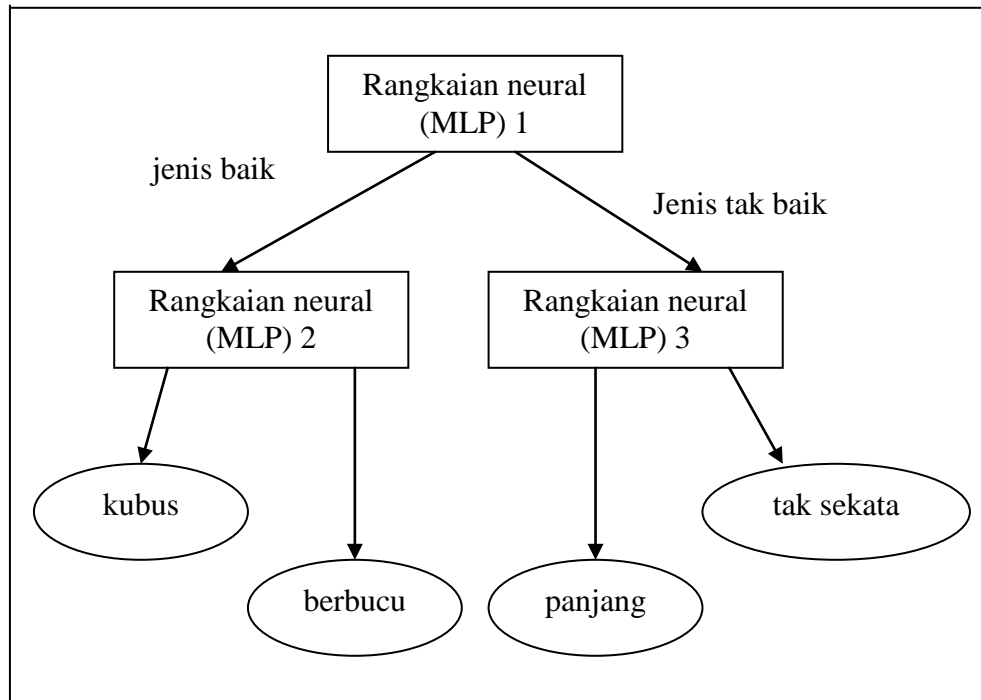 Rangkaian neural
(MLP) 1
jenis baik
Jenis tak baik
Rangkaian neural
(MLP) 2
Rangkaian neural
(MLP) 3
kubus
tak sekata
berbucu
panjang